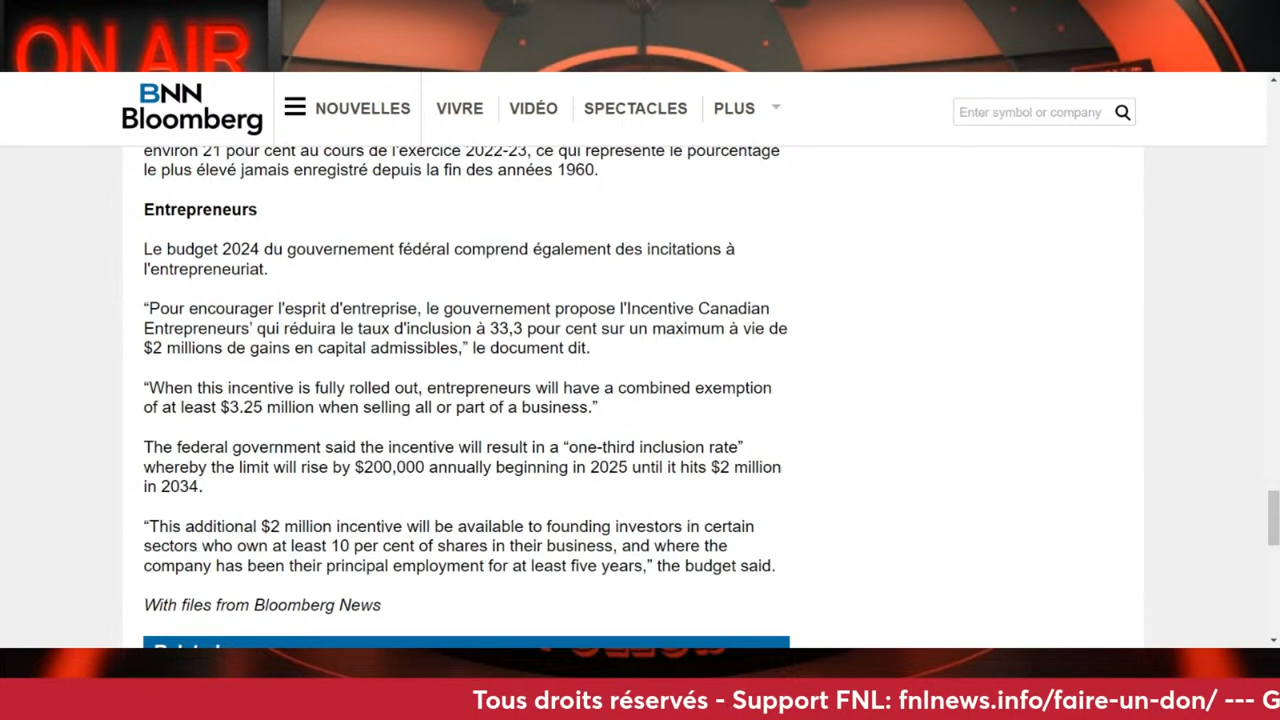 ON AIR
BNN
Bloomberg
NOUVELLES
VIVRE
VIDÉO
SPECTACLES
PLUS
Enter symbol or company
environ 21 pour cent au cours de l'exercice 2022-23, ce qui représente le pourcentage
le plus élevé jamais enregistré depuis la fin des années 1960.
Entrepreneurs
Le budget 2024 du gouvernement fédéral comprend également des incitations à
l'entrepreneuriat.
“Pour encourager l'esprit d'entreprise, le gouvernement propose l'Incentive Canadian
Entrepreneurs’ qui réduira le taux d'inclusion à 33,3 pour cent sur un maximum à vie de
$2 millions de gains en capital admissibles,” le document dit.
“When this incentive is fully rolled out, entrepreneurs will have a combined exemption
of at least $3.25 million when selling all or part of a business.”
The federal government said the incentive will result in a “one-third inclusion rate”
whereby the limit will rise by $200,000 annually beginning in 2025 until it hits $2 million
in 2034.
“This additional $2 million incentive will be available to founding investors in certain
sectors who own at least 10 per cent of shares in their business, and where the
company has been their principal employment for at least five years,” the budget said.
With files from Bloomberg News
Tous droits réservés - Support FNL: fnlnews.info/faire-un-don/ --- G